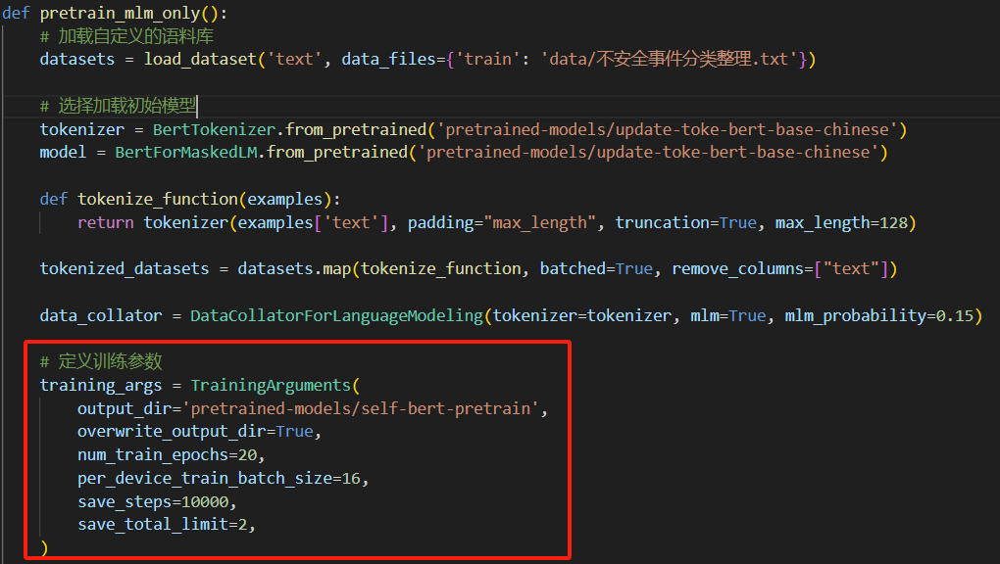 def pretrain_mlm_only():
    # 加载自定义的语料库
    datasets = load_dataset('text', data_files={'train': 'data/不安全事件分类整理.txt'})
    # 选择加载初始模型
    tokenizer = BertTokenizer.from_pretrained('pretrained-models/update-toke-bert-base-chinese')
    model = BertForMaskedLM.from_pretrained('pretrained-models/update-toke-bert-base-chinese')
    def tokenize_function(examples):
        return tokenizer(examples['text'], padding="max_length", truncation=True, max_length=128)
    tokenized_datasets = datasets.map(tokenize_function, batched=True, remove_columns=["text"])
    data_collator = DataCollatorForLanguageModeling(tokenizer=tokenizer, mlm=True, mlm_probability=0.15)
    # 定义训练参数
    training_args = TrainingArguments(
        output_dir='pretrained-models/self-bert-pretrain',
        overwrite_output_dir=True,
        num_train_epochs=20,
        per_device_train_batch_size=16,
        save_steps=10000,
        save_total_limit=2,
    )